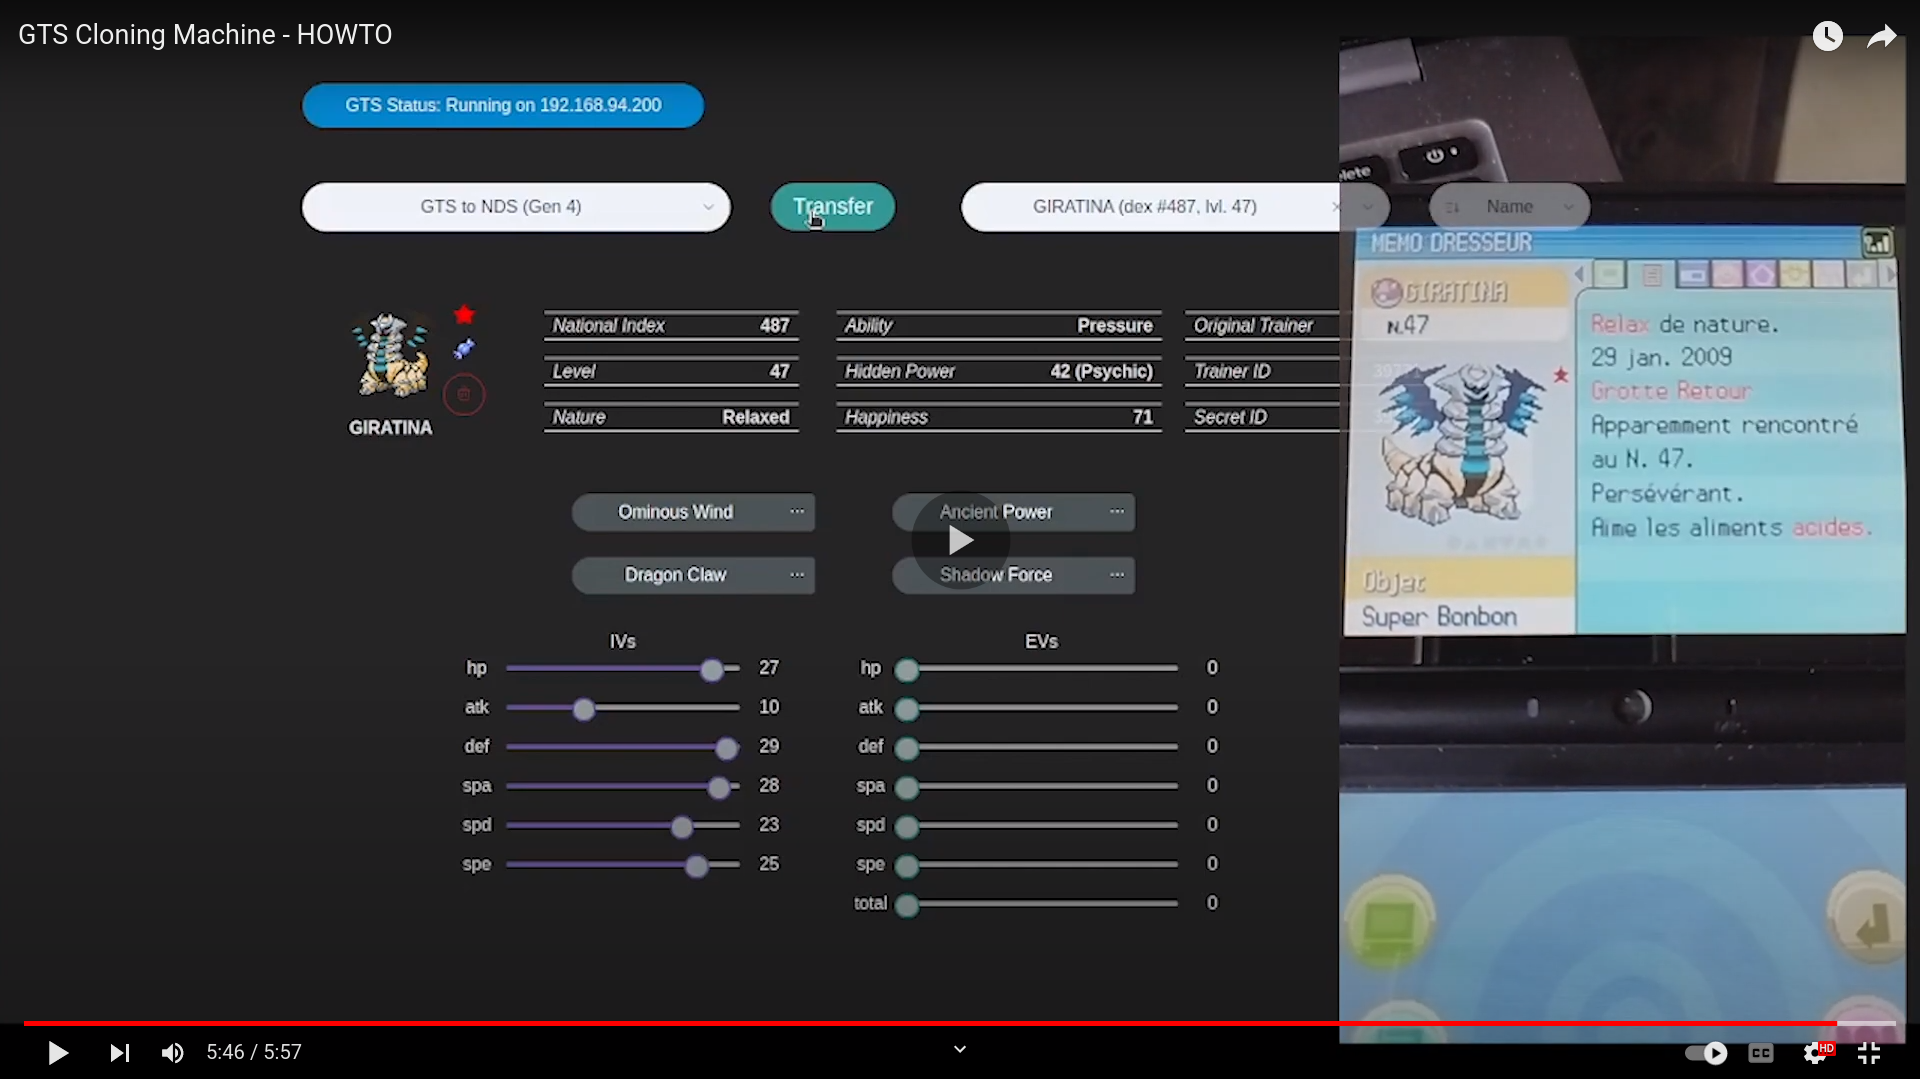 GTS Cloning Machine - HOWTO
GTS Status: Running on 192.168.94.200
GTS to NDS (Gen 4)
Transfer
GIRATINA (dex #487, lvl. 47)
Name
National Index 487
Ability Pressure
Original Trainer
Level 47
Hidden Power 42 (Psychic)
Trainer ID
Nature Relaxed
Happiness 71
Secret ID
GIRATINA
Ominous Wind ...
Ancient Power ...
Dragon Claw ...
Shadow Force ...
IVs
hp 27
atk 10
def 29
spa 28
spd 23
spe 25
EVs
hp 0
atk 0
def 0
spa 0
spd 0
spe 0
total 0
MEMO DRESSEUR
GIRATINA
N.47
Relax de nature.
29 jan. 2009
Grotte Retour
Apparemment rencontré
au N. 47.
Persévérant.
Aime les aliments acides.
Objet
Super Bonbon
5:46 / 5:57
CC
HD